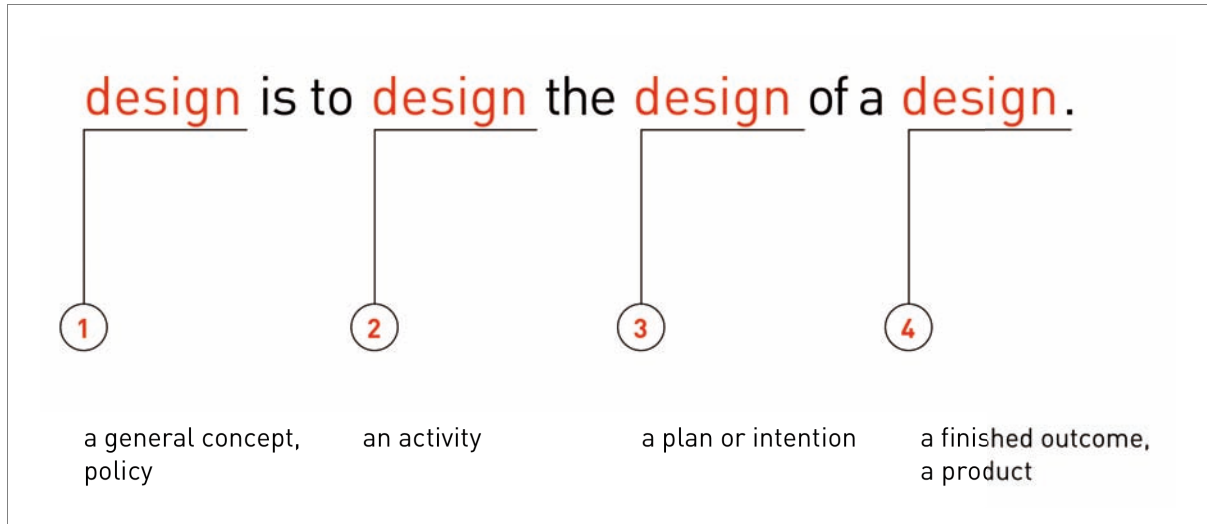 design is to design the design of a design.
1 2 3 4
a general concept,
policy
an activity
a plan or intention
a finished outcome,
a product